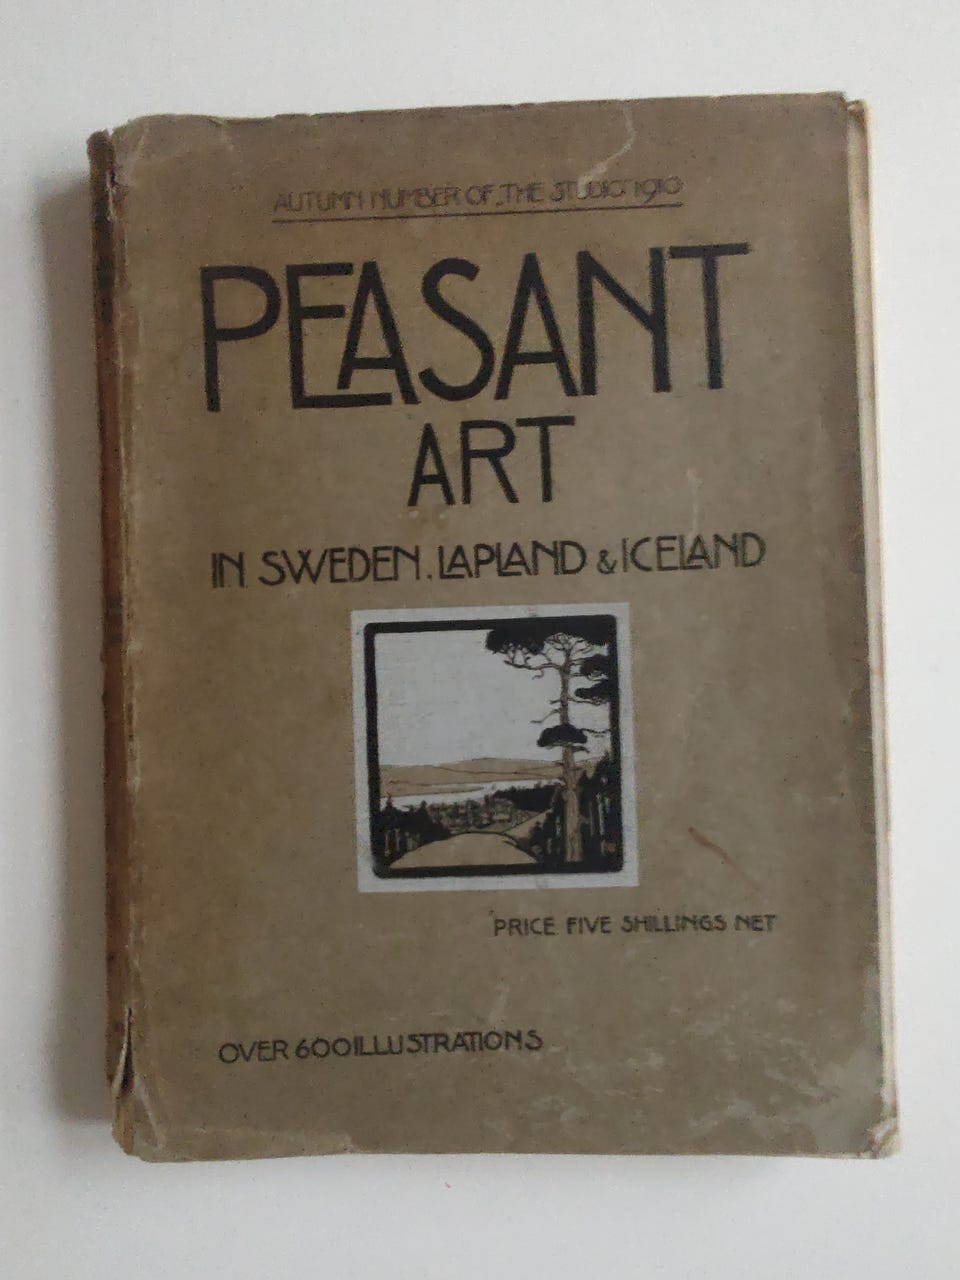 AUTUMN NUMBER OF THE STUDIO 1910
PEASANT
ART
IN SWEDEN, LAPLAND & ICELAND
PRICE FIVE SHILLINGS NET
OVER 600 ILLUSTRATIONS